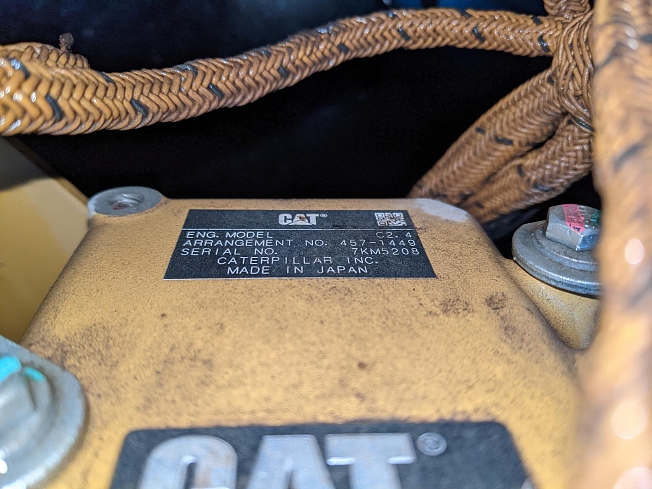 CAT®
ENG. MODEL C2.4
ARRANGEMENT NO. 457-1449
SERIAL NO. 7KM5208
CATERPILLAR INC.
MADE IN JAPAN
CAT®